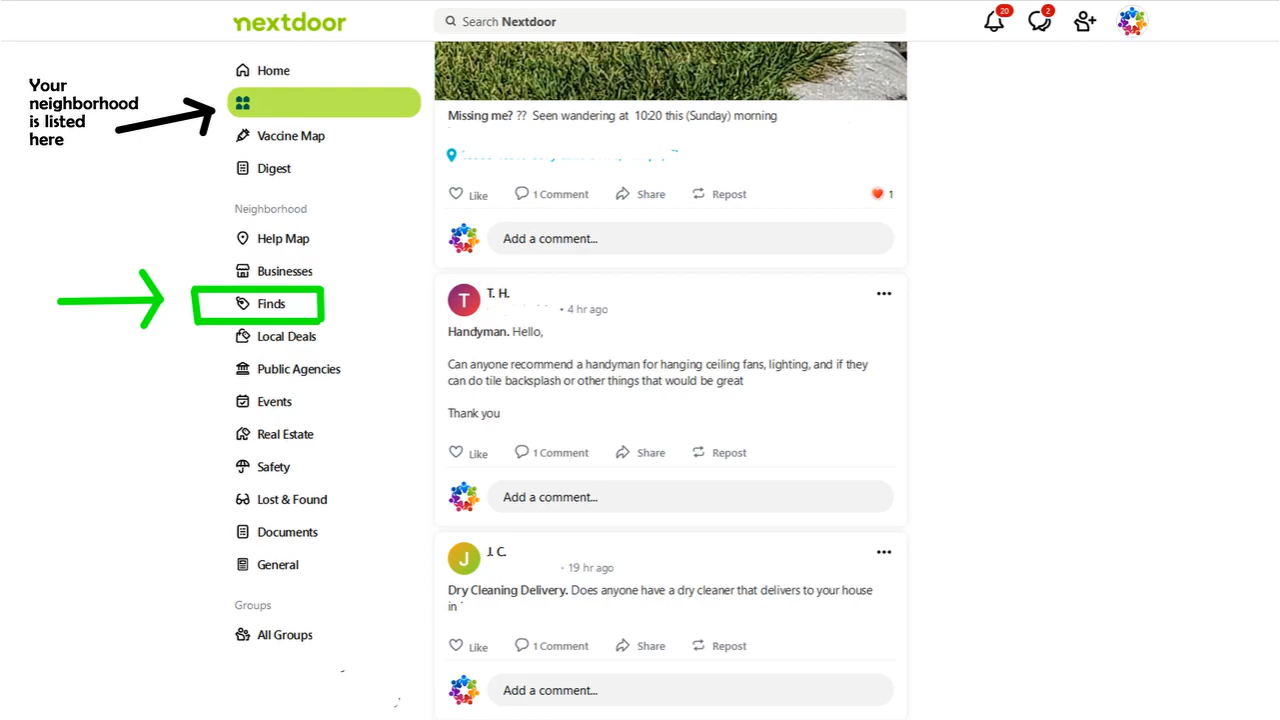 nextdoor
Search Nextdoor
20
2
Your
neighborhood
is listed
here
Home
Vaccine Map
Digest
Neighborhood
Help Map
Businesses
Finds
Local Deals
Public Agencies
Events
Real Estate
Safety
Lost & Found
Documents
General
Groups
All Groups
Missing me? ?? Seen wandering at 10:20 this (Sunday) morning
Like
1 Comment
Share
Repost
1
Add a comment...
T
T. H.
• 4 hr ago
Handyman. Hello,
Can anyone recommend a handyman for hanging ceiling fans, lighting, and if they
can do tile backsplash or other things that would be great
Thank you
Like
1 Comment
Share
Repost
Add a comment...
J
J. C.
· 19 hr ago
Dry Cleaning Delivery. Does anyone have a dry cleaner that delivers to your house
in
Like
1 Comment
Share
Repost
Add a comment...